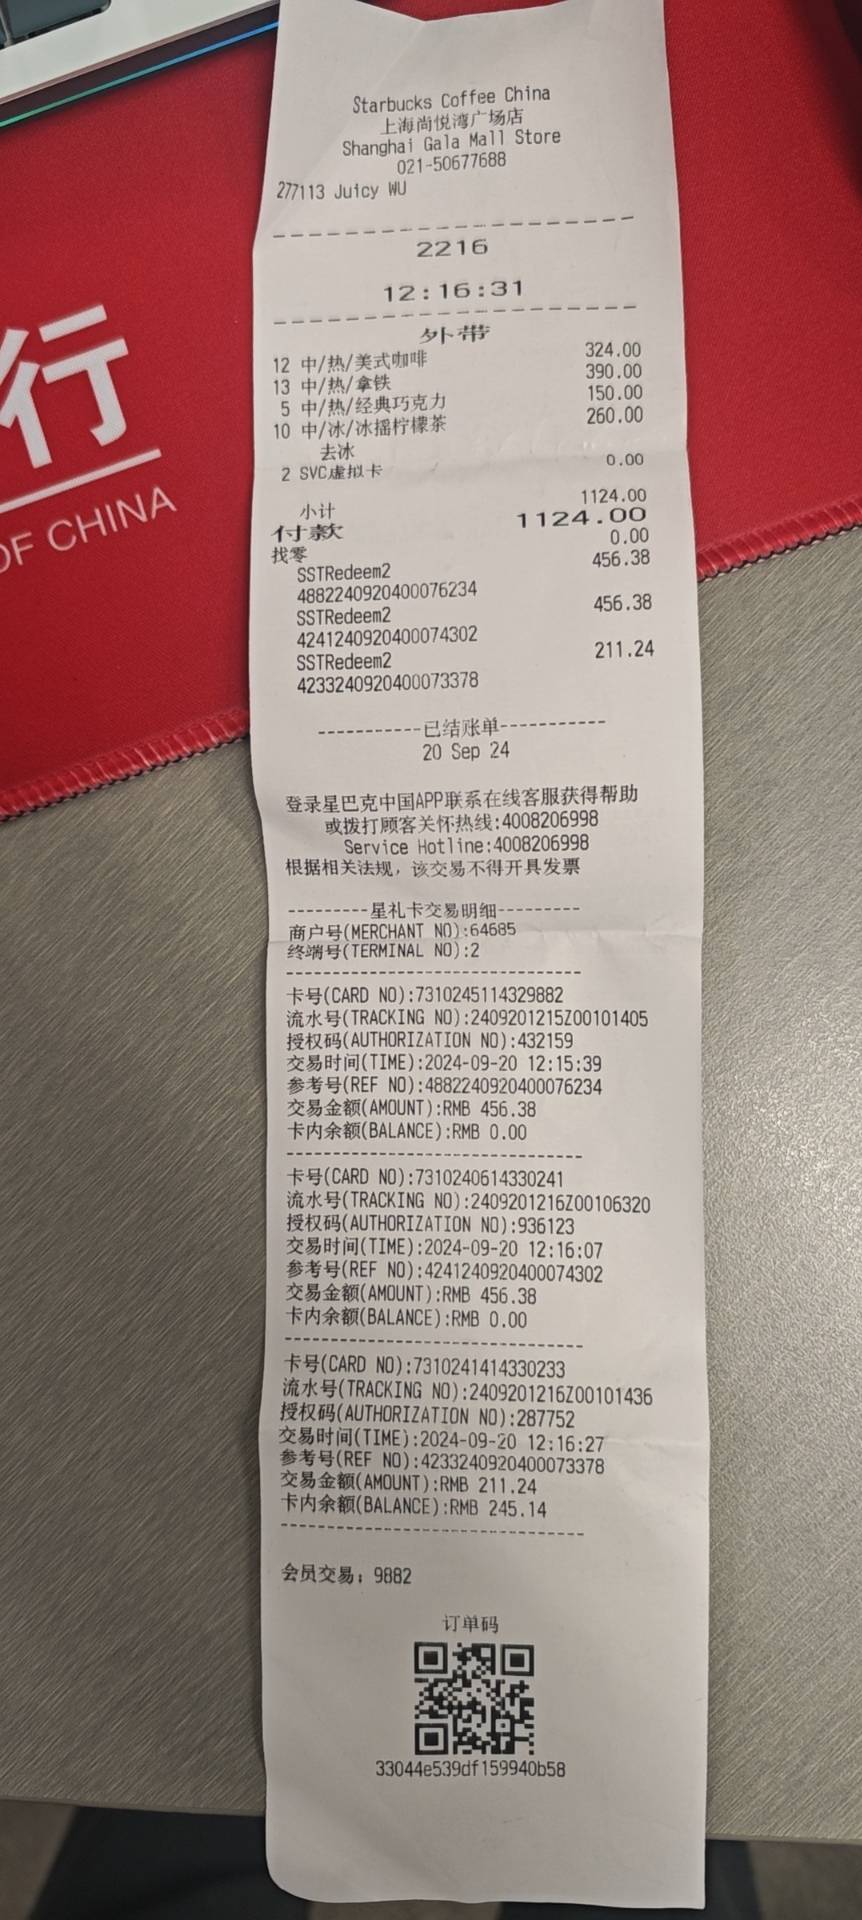 行
OF CHINA
Starbucks Coffee China
上海尚悦湾广场店
Shanghai Gala Mall Store
021-50677688
277113 Juicy WU
2216
12:16:31
外带
12 中/热/美式咖啡 324.00
13 中/热/拿铁 390.00
5 中/热/经典巧克力 150.00
10 中/冰/冰摇柠檬茶 260.00
去冰
2 SVC虚拟卡 0.00
小计 1124.00
付款 1124.00
找零 0.00
SSTRedeem2 456.38
4882240920400076234
SSTRedeem2 456.38
4241240920400074302
SSTRedeem2 211.24
4233240920400073378
-----------已结账单-----------
20 Sep 24
登录星巴克中国APP联系在线客服获得帮助
或拨打顾客关怀热线:4008206998
Service Hotline:4008206998
根据相关法规，该交易不得开具发票
---------星礼卡交易明细---------
商户号(MERCHANT NO):64685
终端号(TERMINAL NO):2
卡号(CARD NO):7310245114329882
流水号(TRACKING NO):2409201215Z00101405
授权码(AUTHORIZATION NO):432159
交易时间(TIME):2024-09-20 12:15:39
参考号(REF NO):4882240920400076234
交易金额(AMOUNT):RMB 456.38
卡内余额(BALANCE):RMB 0.00
卡号(CARD NO):7310240614330241
流水号(TRACKING NO):2409201216Z00106320
授权码(AUTHORIZATION NO):936123
交易时间(TIME):2024-09-20 12:16:07
参考号(REF NO):4241240920400074302
交易金额(AMOUNT):RMB 456.38
卡内余额(BALANCE):RMB 0.00
卡号(CARD NO):7310241414330233
流水号(TRACKING NO):2409201216Z00101436
授权码(AUTHORIZATION NO):287752
交易时间(TIME):2024-09-20 12:16:27
参考号(REF NO):4233240920400073378
交易金额(AMOUNT):RMB 211.24
卡内余额(BALANCE):RMB 245.14
会员交易：9882
订单码
33044e539df159940b58